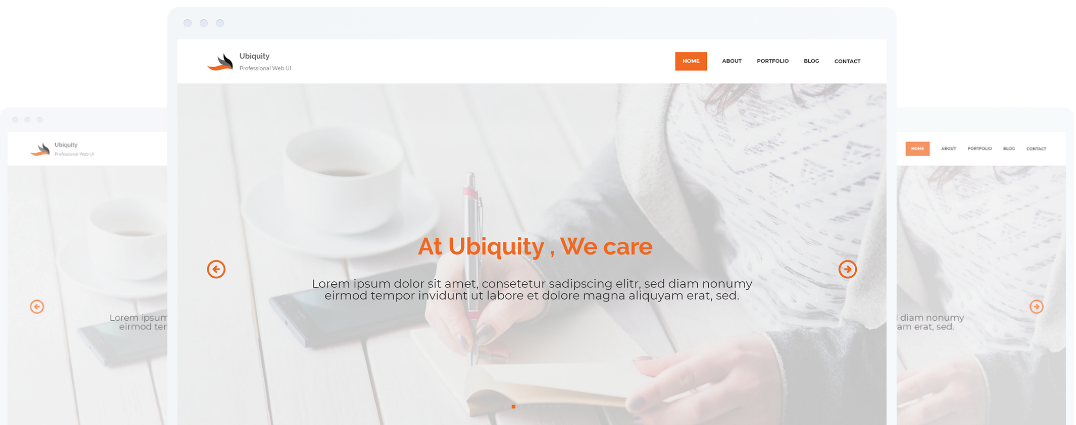 Ubiquity
Professional Web UI
HOME ABOUT PORTFOLIO BLOG CONTACT
At Ubiquity , We care
Lorem ipsum dolor sit amet, consetetur sadipscing elitr, sed diam nonumy
eirmod tempor invidunt ut labore et dolore magna aliquyam erat, sed.
Ubiquity
Professional Web UI
Lorem ipsum
eirmod ter
HOME ABOUT PORTFOLIO BLOG CONTACT
diam nonumy
am erat, sed.